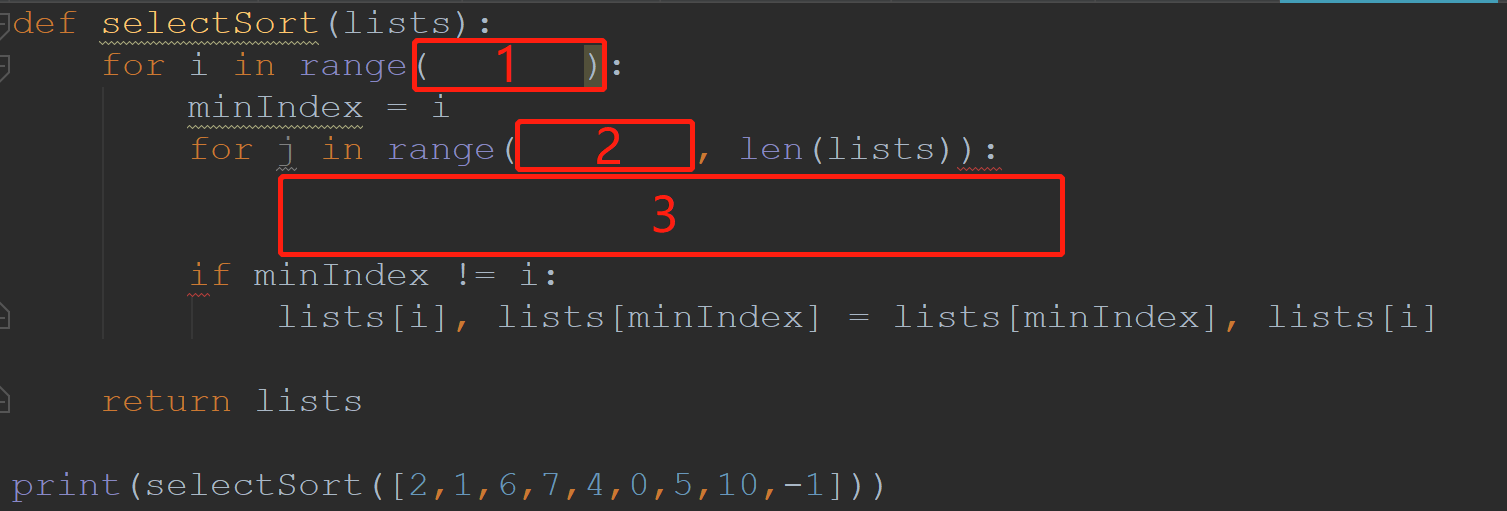 def selectSort(lists):
    for i in range( 1 ):
        minIndex = i
        for j in range( 2 , len(lists)):
            3
        if minIndex != i:
            lists[i], lists[minIndex] = lists[minIndex], lists[i]
    return lists
print(selectSort([2,1,6,7,4,0,5,10,-1]))